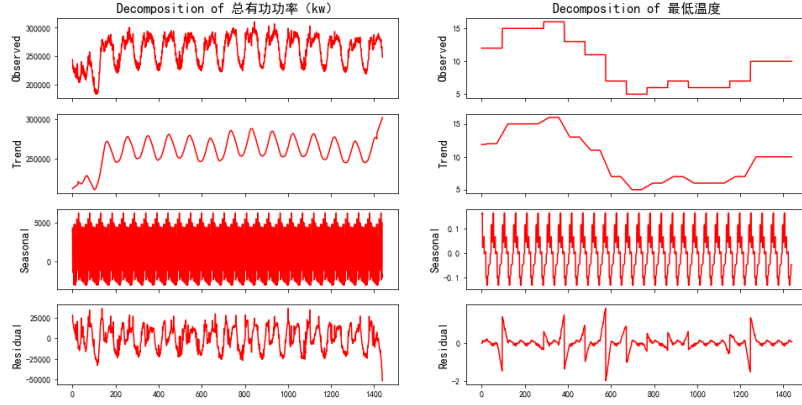 Decomposition of 总有功功率（kw）
Observed
300000
250000
200000
Trend
300000
250000
Seasonal
5000
0
Residual
25000
0
-25000
-50000
0 200 400 600 800 1000 1200 1400
Decomposition of 最低温度
Observed
15
10
5
Trend
15
10
5
Seasonal
0.1
0.0
-0.1
Residual
0
-2
0 200 400 600 800 1000 1200 1400